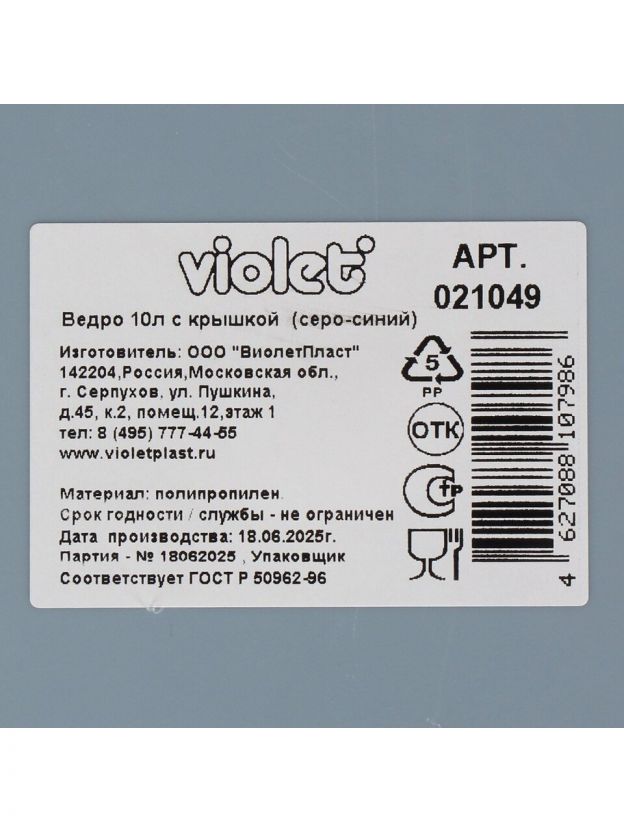 violet
АРТ.
021049
Ведро 10л с крышкой (серо-синий)
Изготовитель: ООО "ВиолетПласт"
142204,Россия,Московская обл.,
г. Серпухов, ул. Пушкина,
д.45, к.2, помещ.12,этаж 1
тел: 8 (495) 777-44-55
www.violetplast.ru
Материал: полипропилен.
Срок годности / службы - не ограничен
Дата производства: 18.06.2025г.
Партия - № 18062025 , Упаковщик
Соответствует ГОСТ Р 50962-96
5
PP
ОТК
Стр
4 627088 107986